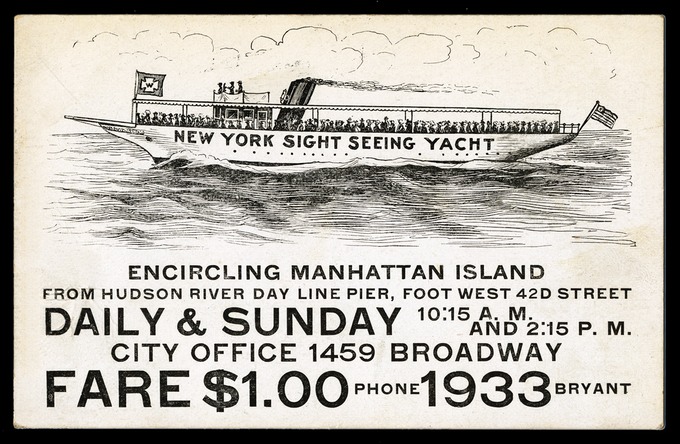 NEW YORK SIGHT SEEING YACHT
ENCIRCLING MANHATTAN ISLAND
FROM HUDSON RIVER DAY LINE PIER, FOOT WEST 42D STREET
DAILY & SUNDAY 10:15 A. M. AND 2:15 P. M.
CITY OFFICE 1459 BROADWAY
FARE $1.00 PHONE 1933 BRYANT